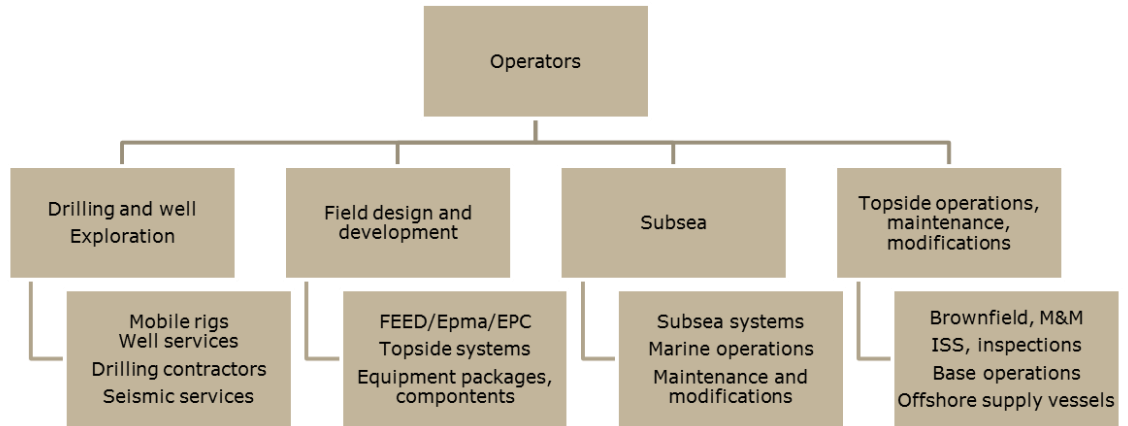 Operators
Drilling and well
Exploration
Field design and
development
Subsea
Topside operations,
maintenance,
modifications
Mobile rigs
Well services
Drilling contractors
Seismic services
FEED/Epma/EPC
Topside systems
Equipment packages,
compontents
Subsea systems
Marine operations
Maintenance and
modifications
Brownfield, M&M
ISS, inspections
Base operations
Offshore supply vessels